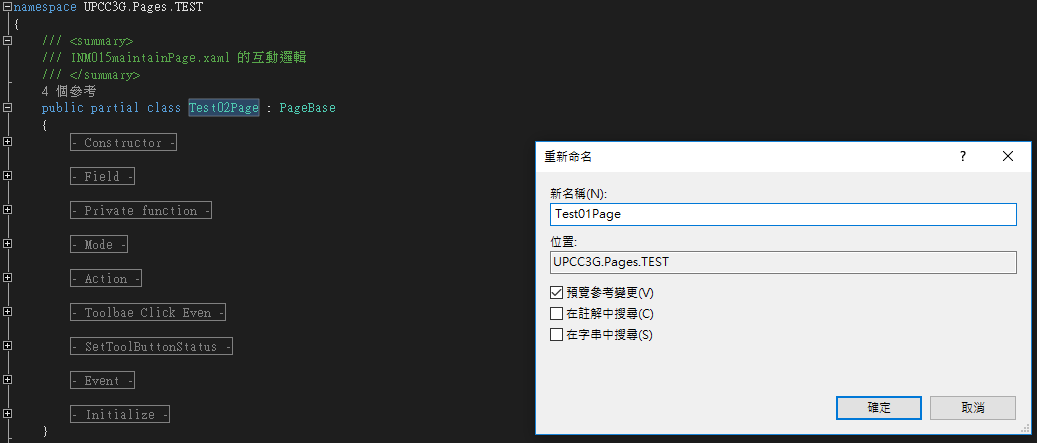 namespace UPCC3G.Pages.TEST
{
/// <summary>
/// INM015maintainPage.xaml 的互動邏輯
/// </summary>
4 個參考
public partial class Test02Page : PageBase
{
- Constructor -
- Field -
- Private function -
- Mode -
- Action -
- Toolbae Click Even -
- SetToolButtonStatus -
- Event -
- Initialize -
}
重新命名
?
新名稱(N):
Test01Page
位置:
UPCC3G.Pages.TEST
預覽參考變更(V)
在註解中搜尋(C)
在字串中搜尋(S)
確定
取消